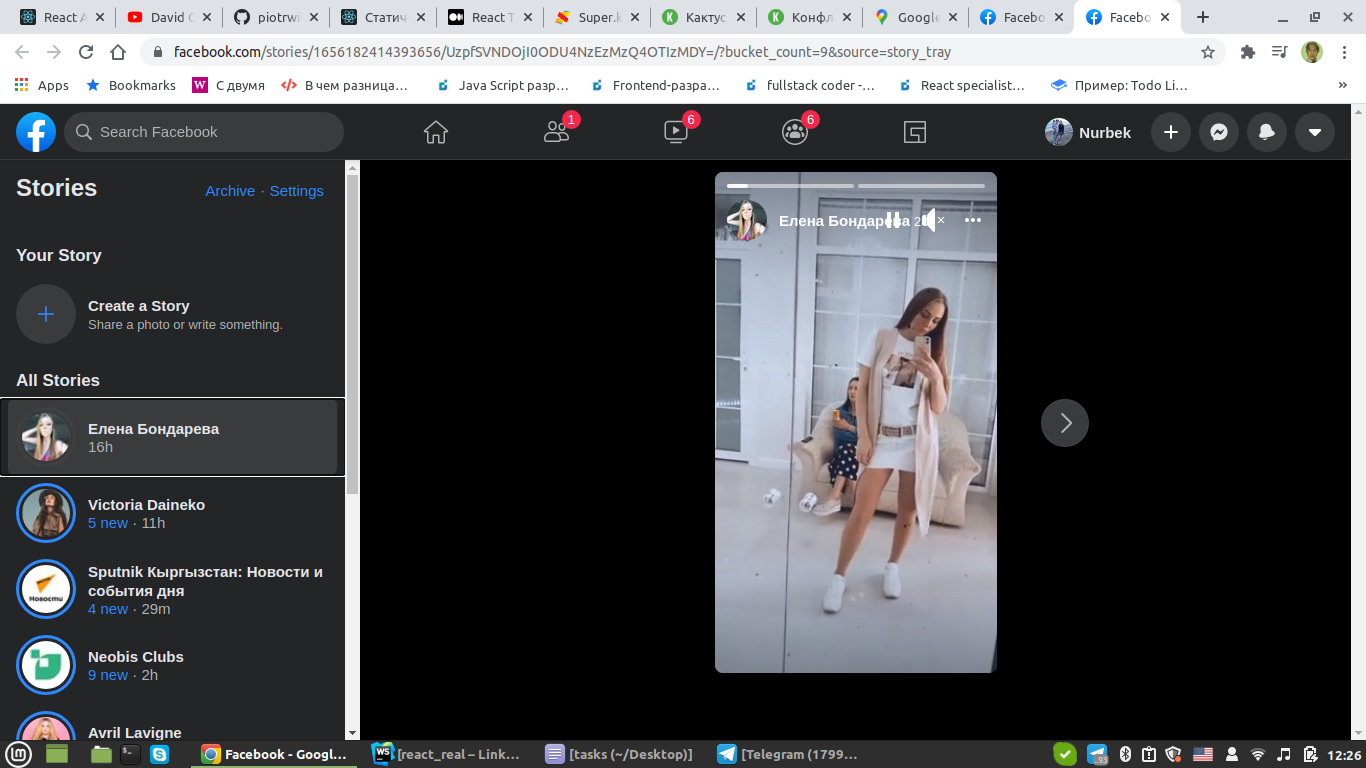 React A
David G
piotrwi
Статич
React T
Super.k
Кактус
Конфл
Google
Facebo
Facebo
facebook.com/stories/1656182414393656/UzpfSVNDOjI0ODU4NzEzMzQ4OTIzMDY=/?bucket_count=9&source=story_tray
Apps
Bookmarks
W С двумя
В чем разница…
Java Script разр…
Frontend-разра…
fullstack coder -…
React specialist…
Пример: Todo Li…
»
Search Facebook
1
6
6
Nurbek
Stories
Archive · Settings
Your Story
Create a Story
Share a photo or write something.
All Stories
Елена Бондарева
16h
Victoria Daineko
5 new · 11h
Sputnik Кыргызстан: Новости и
события дня
4 new · 29m
Новости
Neobis Clubs
9 new · 2h
Avril Lavigne
Елена Бондарева
Facebook - Googl…
WS
[react_real – Link…
[tasks (~/Desktop)]
[Telegram (1799…
93
12:26